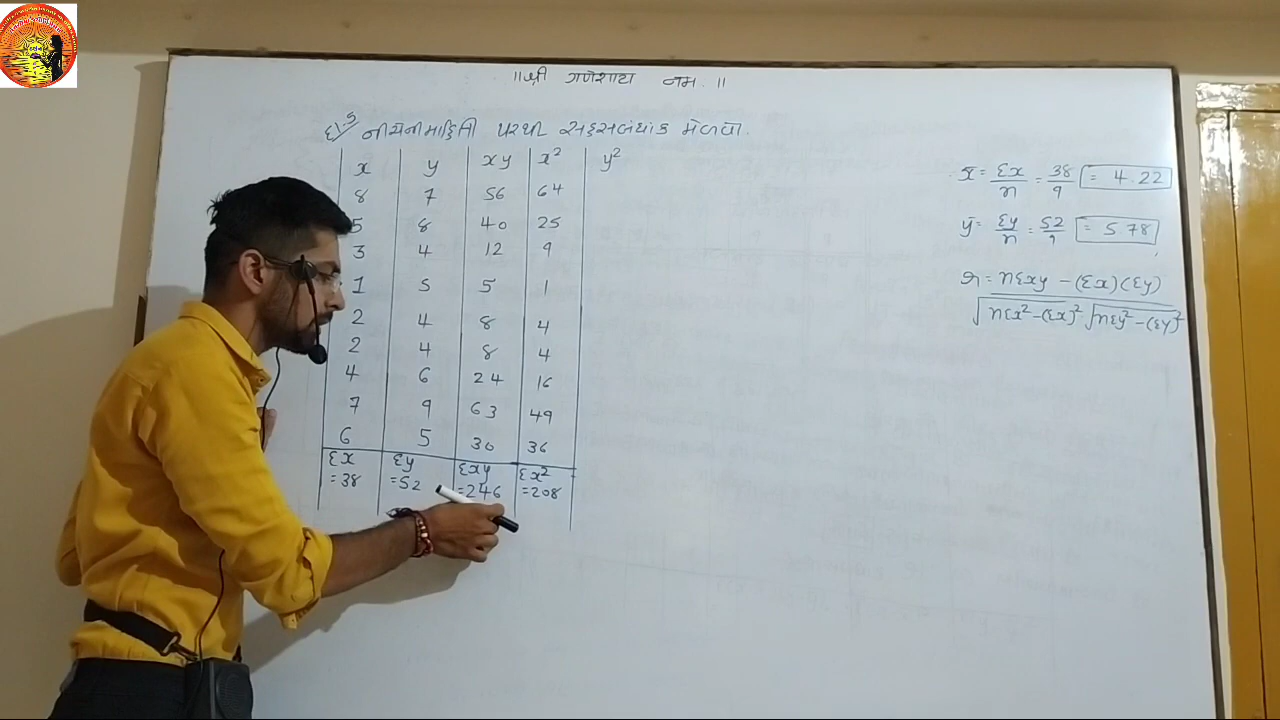 ॥श्री गणेशाय नमः॥
દા.૭ નીચેની માહિતી પરથી સહસંબંધાંક મેળવો.
x y xy x² y²
8 7 56 64
5 8 40 25
3 4 12 9
1 5 5 1
2 4 8 4
2 4 8 4
4 6 24 16
7 9 63 49
6 5 30 36
Σx Σy Σxy Σx²
=38 =52 =246 =208
x̄ = Σx/n = 38/9 = 4.22
ȳ = Σy/n = 52/9 = 5.78
r = nΣxy - (Σx)(Σy)
√nΣx² - (Σx)² √nΣy² - (Σy)²